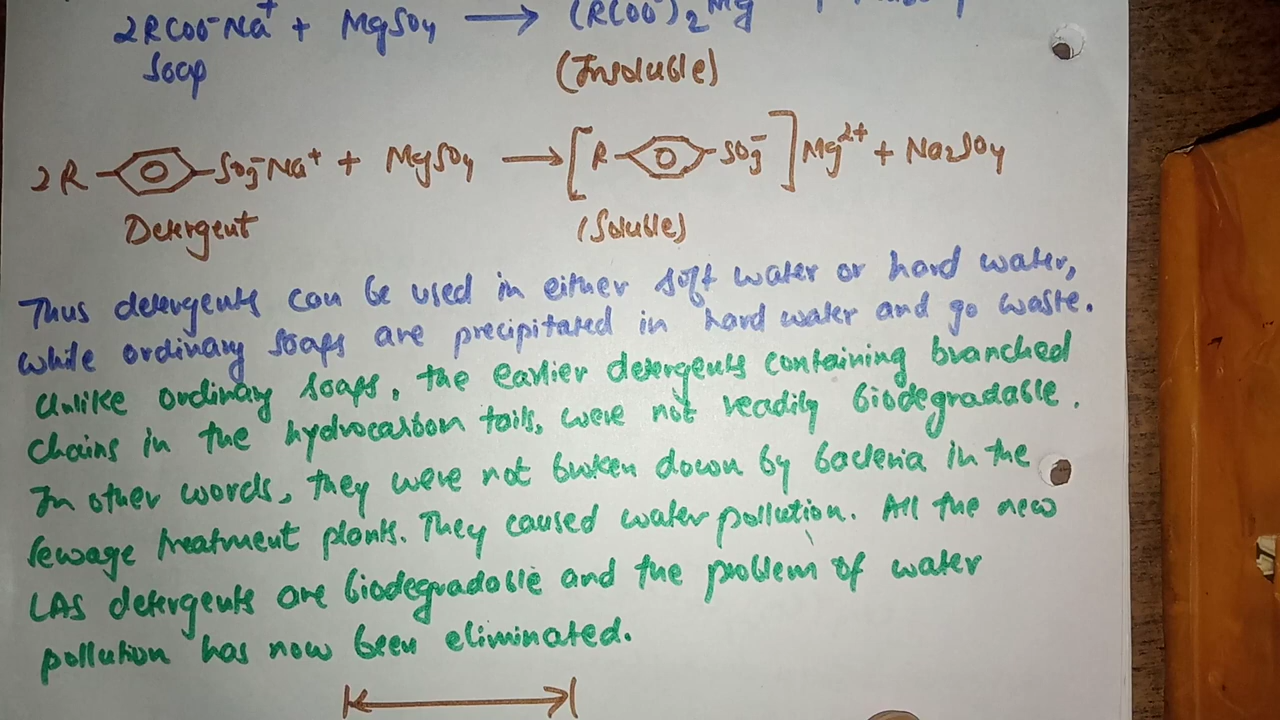 2RCOO⁻Na⁺ + MgSO₄ ⟶ (RCOO⁻)₂Mg
Soap (Insoluble)
2R-⌬-SO₃⁻Na⁺ + MgSO₄ ⟶ [R-⌬-SO₃⁻]Mg²⁺ + Na₂SO₄
Detergent (Soluble)
Thus detergents can be used in either soft water or hard water,
while ordinary soaps are precipitated in hard water and go waste.
Unlike ordinary soaps, the earlier detergents containing branched
chains in the hydrocarbon tails, were not readily biodegradable.
In other words, they were not broken down by bacteria in the
sewage treatment plants. They caused water pollution. All the new
LAS detergents are biodegradable and the problem of water
pollution has now been eliminated.